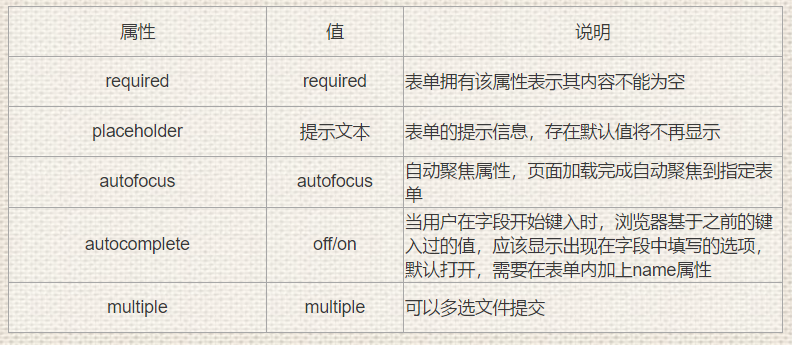 属性 值 说明
required required 表单拥有该属性表示其内容不能为空
placeholder 提示文本 表单的提示信息，存在默认值将不再显示
autofocus autofocus 自动聚焦属性，页面加载完成自动聚焦到指定表
单
autocomplete off/on 当用户在字段开始键入时，浏览器基于之前的键
入过的值，应该显示出现在字段中填写的选项，
默认打开，需要在表单内加上name属性
multiple multiple 可以多选文件提交